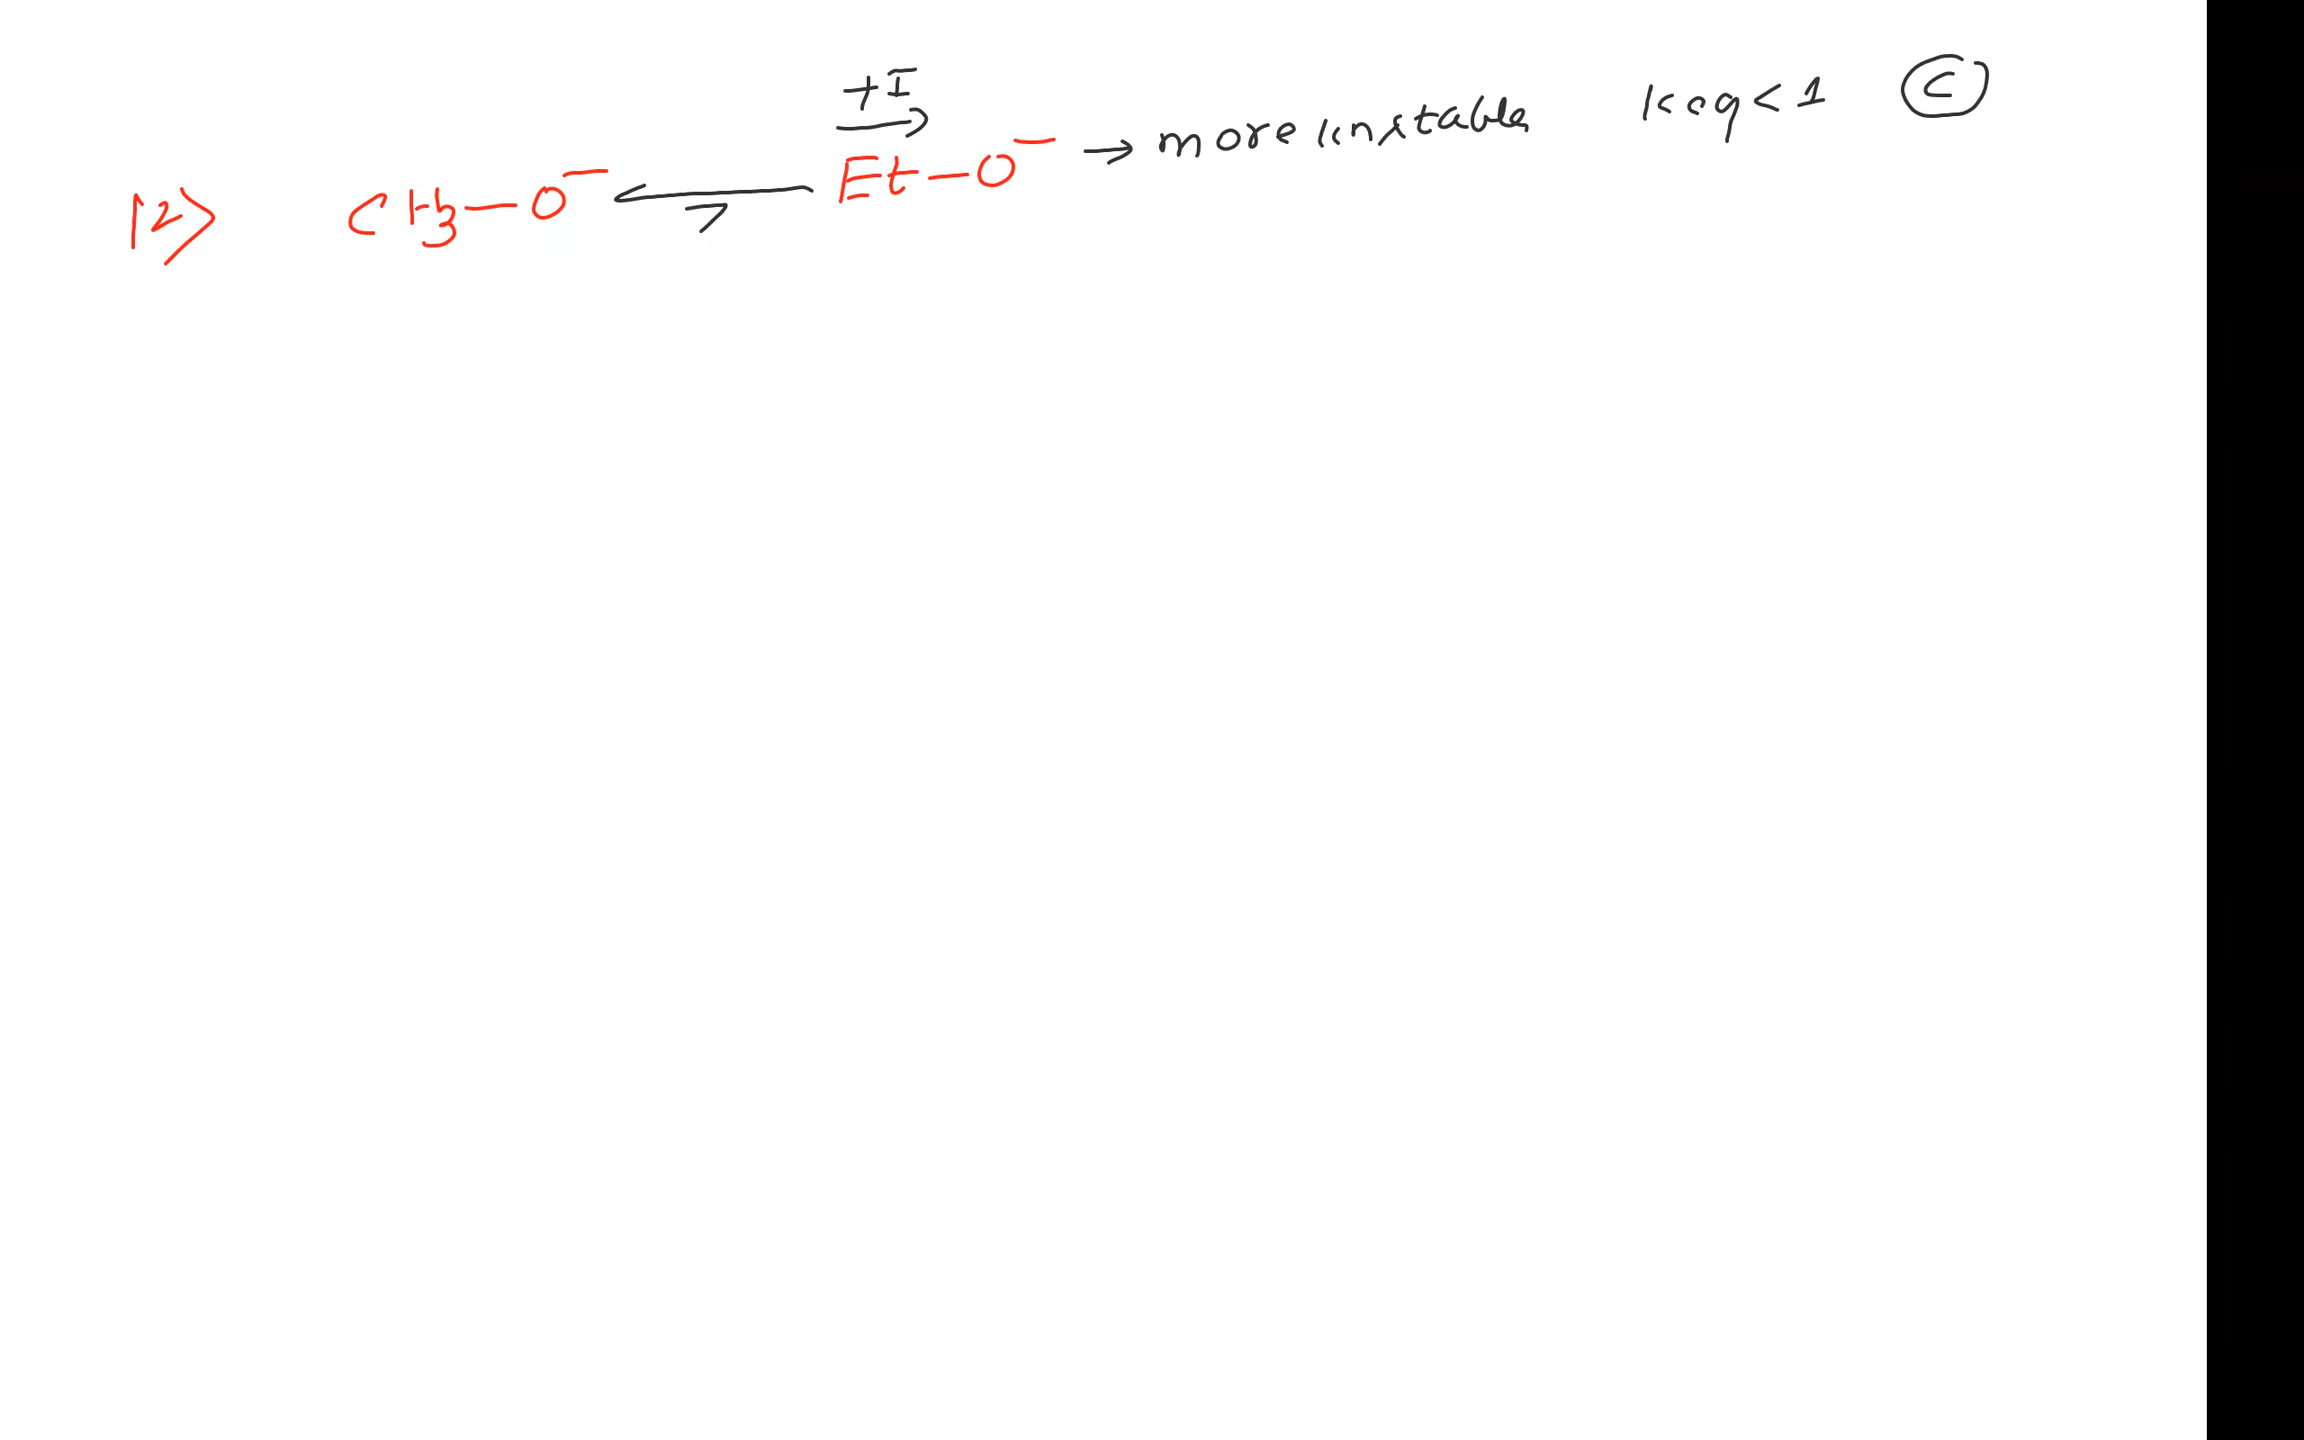 12> CH3—O⁻ ⇌ Et—O⁻ → more unstable Keq < 1 (C)
+I